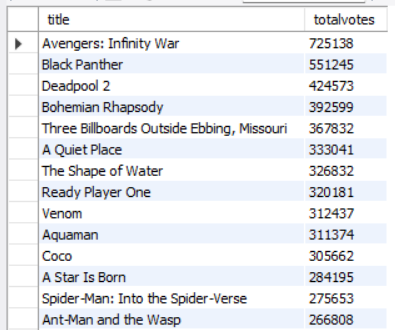 title totalvotes
Avengers: Infinity War 725138
Black Panther 551245
Deadpool 2 424573
Bohemian Rhapsody 392599
Three Billboards Outside Ebbing, Missouri 367832
A Quiet Place 333041
The Shape of Water 326832
Ready Player One 320181
Venom 312437
Aquaman 311374
Coco 305662
A Star Is Born 284195
Spider-Man: Into the Spider-Verse 275653
Ant-Man and the Wasp 266808